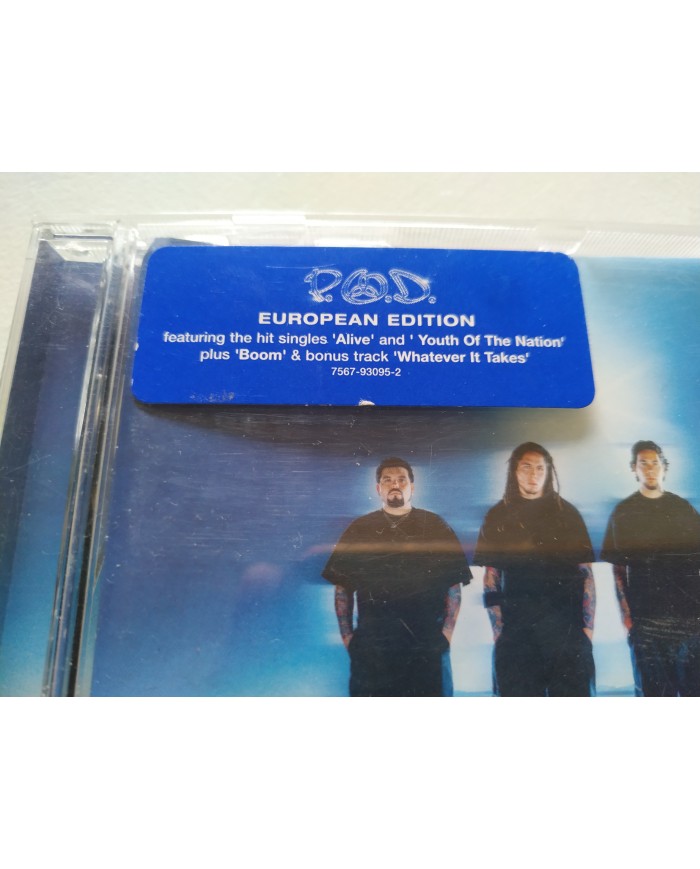 P.O.D.
EUROPEAN EDITION
featuring the hit singles 'Alive' and ' Youth Of The Nation'
plus 'Boom' & bonus track 'Whatever It Takes'
7567-93095-2